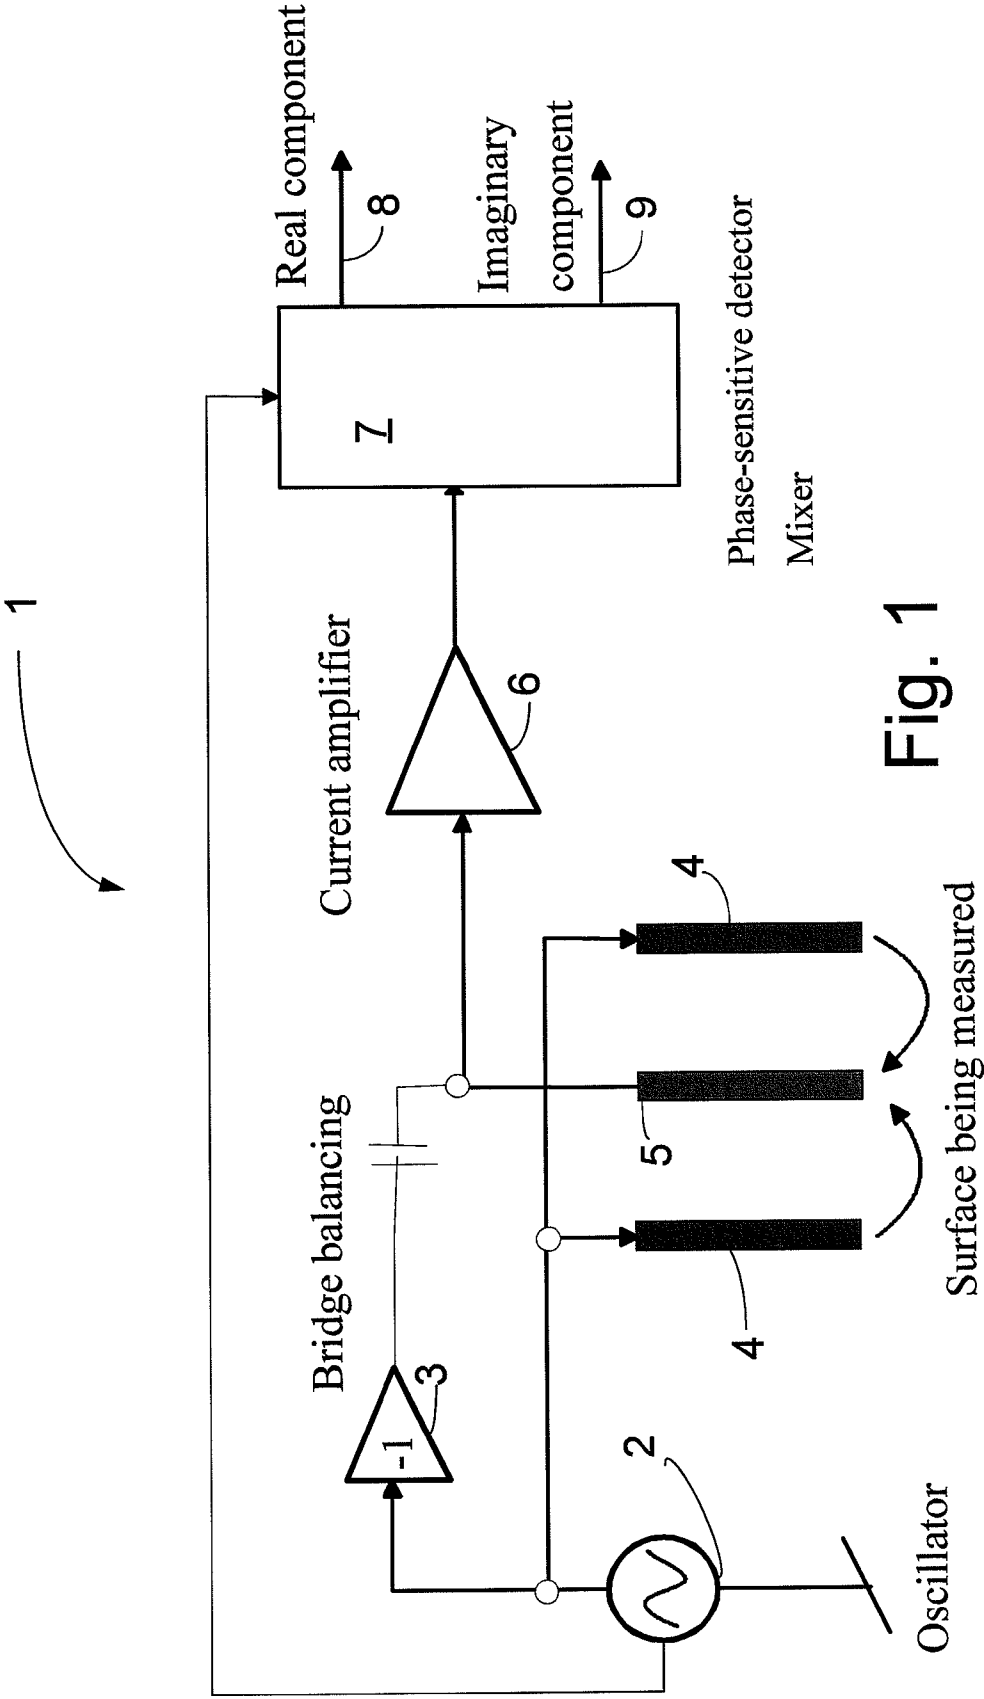 1
Real component
8
Imaginary
component
9
7
Phase-sensitive detector
Mixer
Current amplifier
6
Bridge balancing
-1
3
4
5
4
Surface being measured
2
Oscillator
Fig. 1